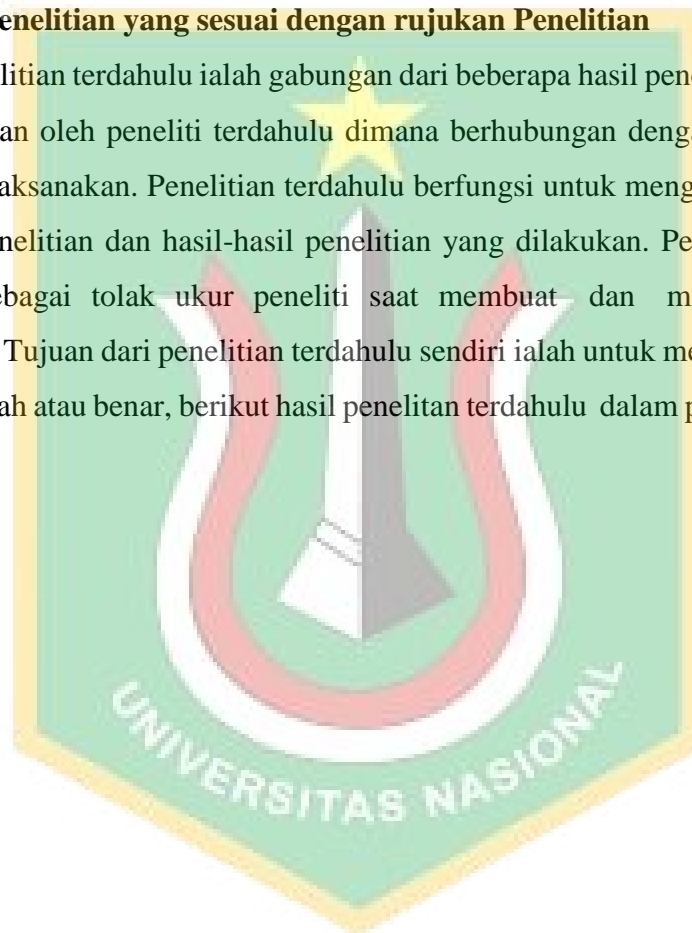 enelitian yang sesuai dengan rujukan Penelitian
litian terdahulu ialah gabungan dari beberapa hasil pene
an oleh peneliti terdahulu dimana berhubungan denga
aksanakan. Penelitian terdahulu berfungsi untuk meng
nelitian dan hasil-hasil penelitian yang dilakukan. Pe
ebagai tolak ukur peneliti saat membuat dan m
Tujuan dari penelitian terdahulu sendiri ialah untuk me
ah atau benar, berikut hasil penelitan terdahulu dalam p
UNIVERSITAS NASIONAL